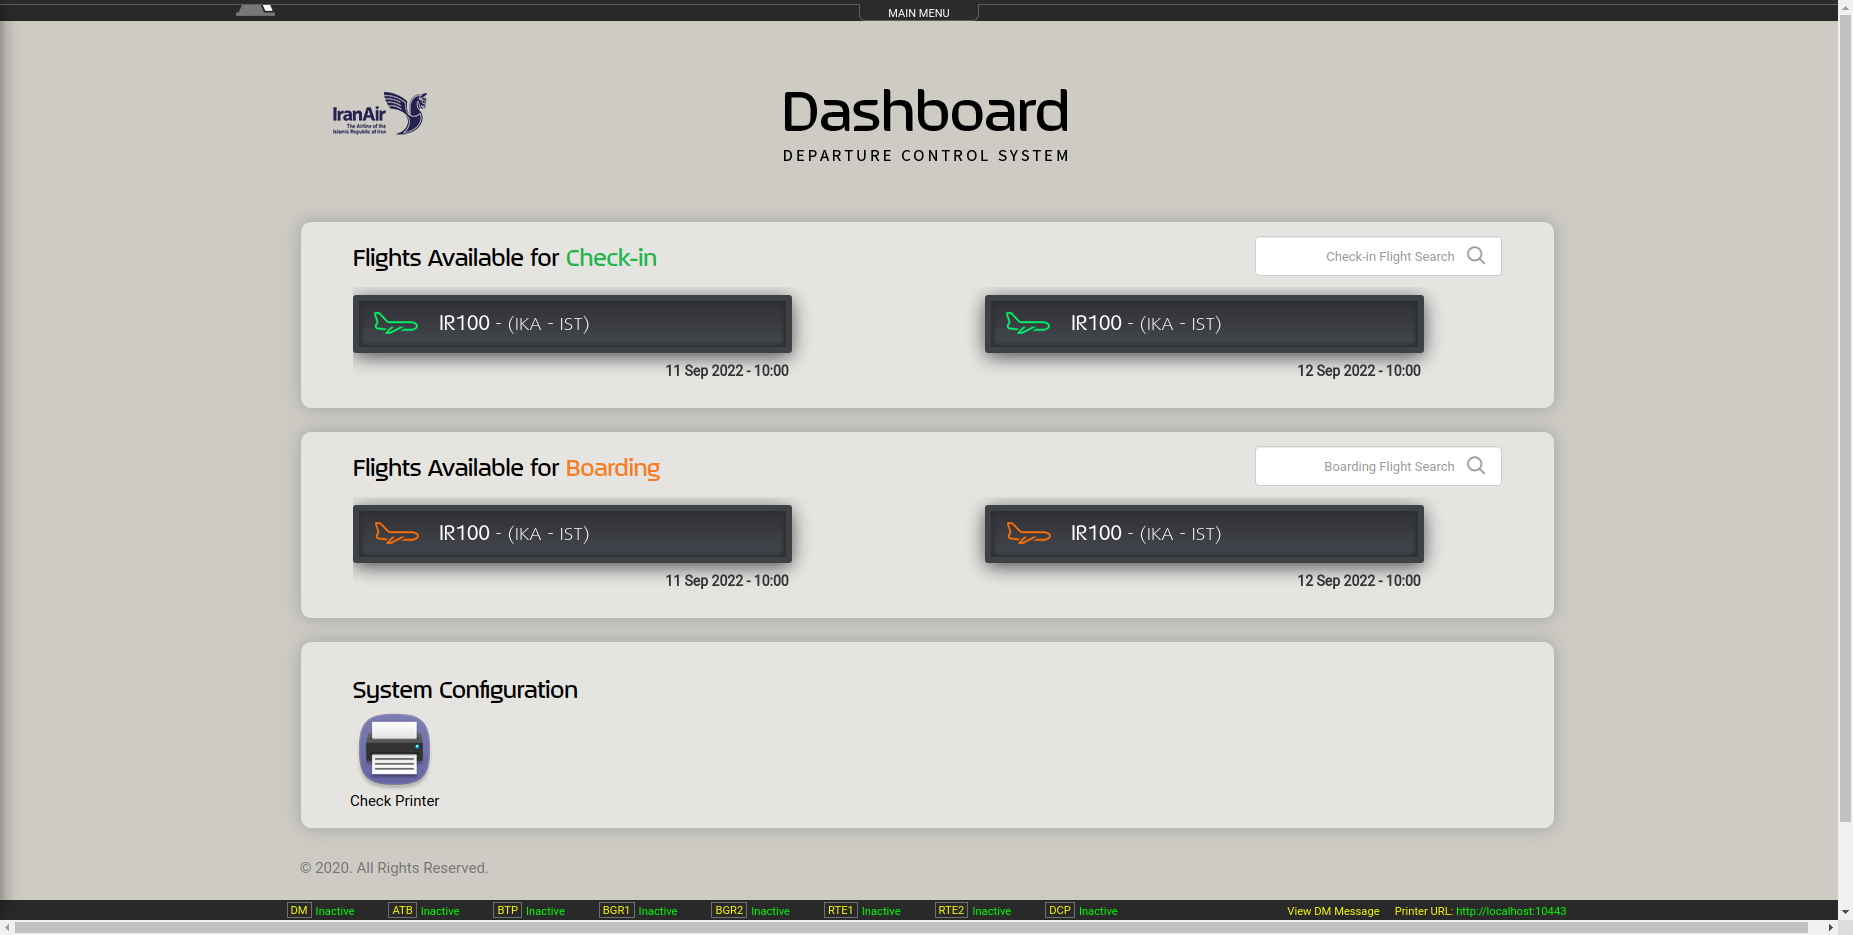 MAIN MENU
IranAir
The Airline of the
Islamic Republic of Iran
Dashboard
DEPARTURE CONTROL SYSTEM
Flights Available for Check-in
Check-in Flight Search
IR100 - (IKA - IST)
11 Sep 2022 - 10:00
IR100 - (IKA - IST)
12 Sep 2022 - 10:00
Flights Available for Boarding
Boarding Flight Search
IR100 - (IKA - IST)
11 Sep 2022 - 10:00
IR100 - (IKA - IST)
12 Sep 2022 - 10:00
System Configuration
Check Printer
© 2020. All Rights Reserved.
DM Inactive ATB Inactive BTP Inactive BGR1 Inactive BGR2 Inactive RTE1 Inactive RTE2 Inactive DCP Inactive View DM Message Printer URL: http://localhost:10443